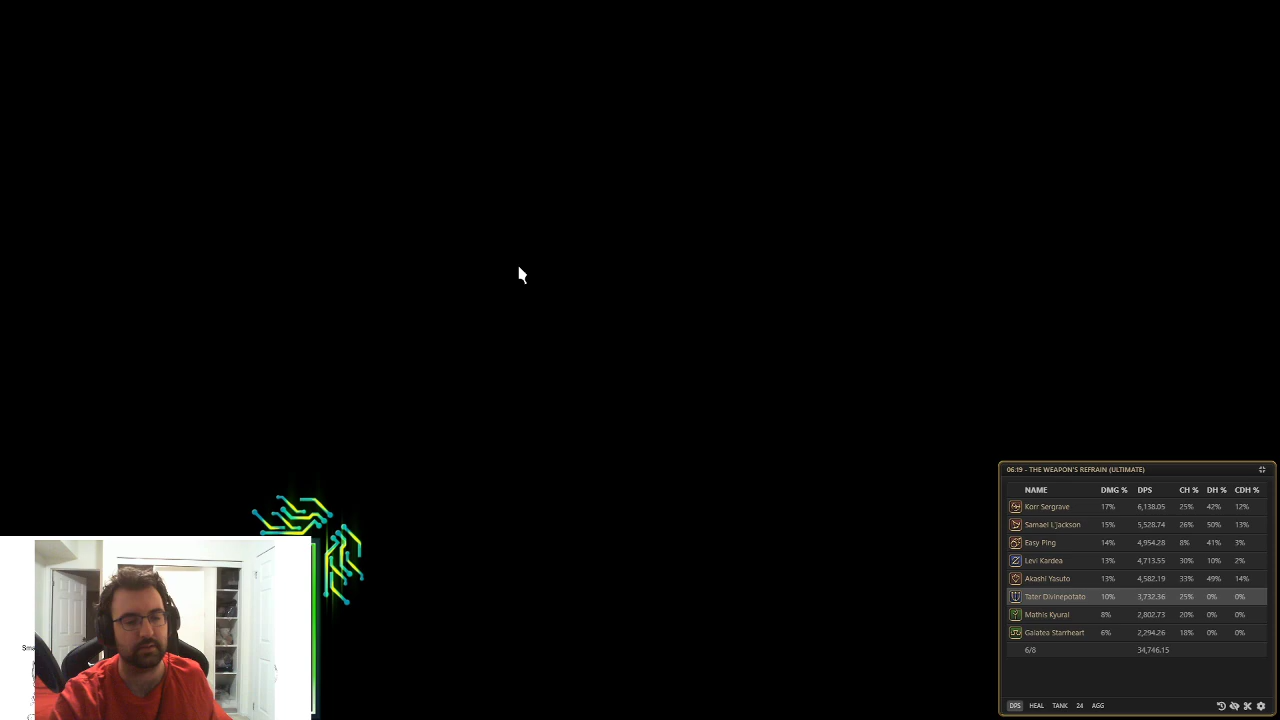 06:19 - THE WEAPON'S REFRAIN (ULTIMATE)
NAME DMG % DPS CH % DH % CDH %
Korr Sergrave 17% 6,138.05 25% 42% 12%
Samael L'Jackson 15% 5,528.74 26% 50% 13%
Easy Ping 14% 4,954.28 8% 41% 3%
Levi Kardea 13% 4,713.55 30% 10% 2%
Akashi Yasuto 13% 4,582.19 33% 49% 14%
Tater Divinepotato 10% 3,732.36 25% 0% 0%
Mathis Kyural 8% 2,802.73 20% 0% 0%
Galatea Starrheart 6% 2,294.26 18% 0% 0%
6/8 34,746.15
DPS HEAL TANK 24 AGG
Sma